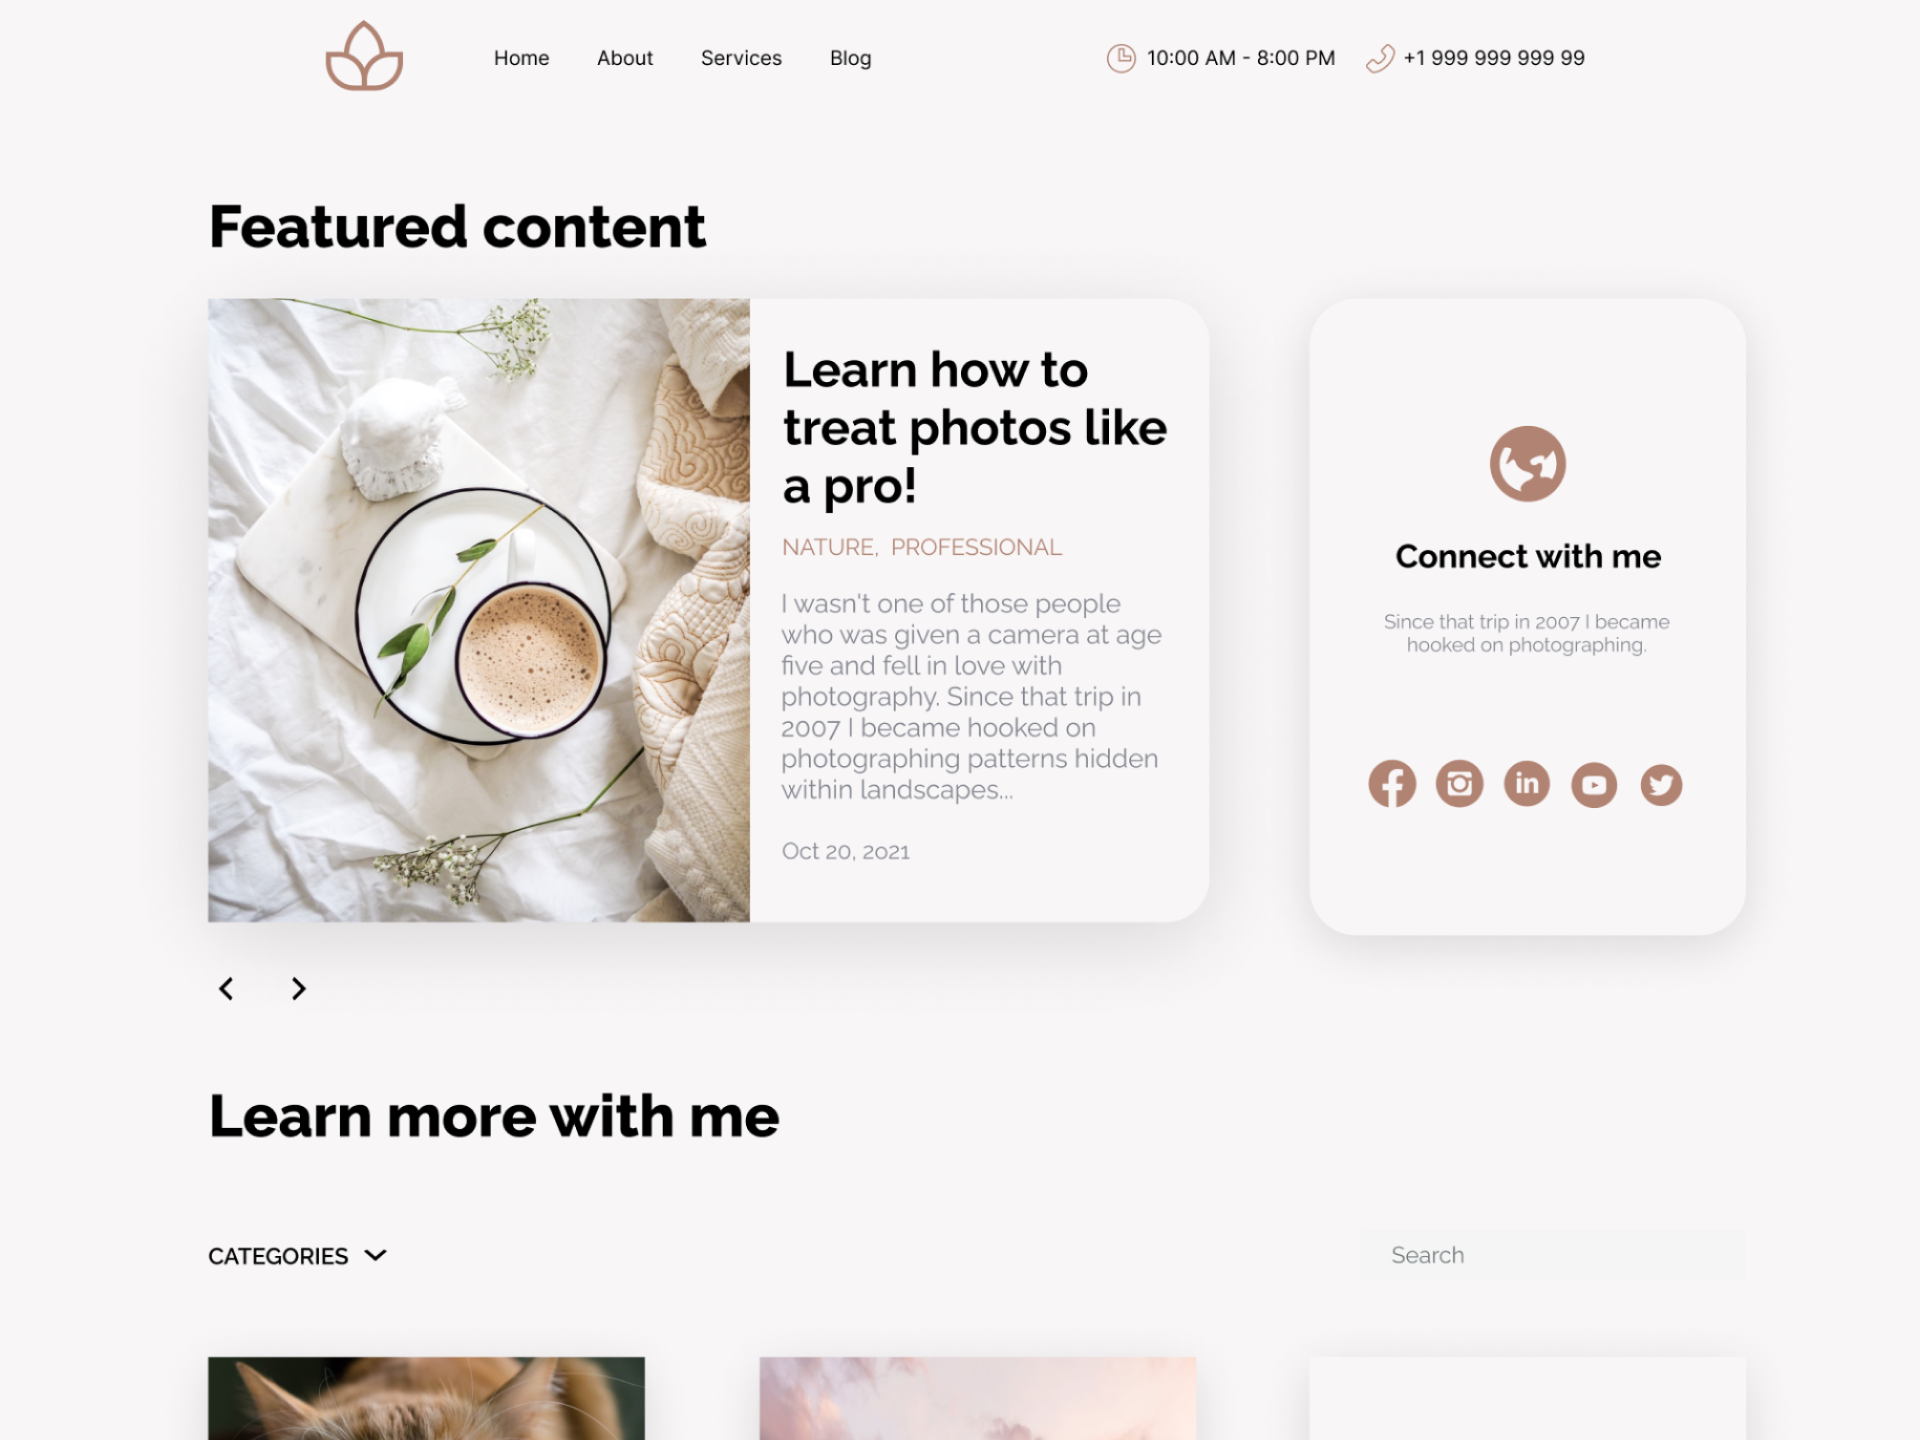 Home
About
Services
Blog
10:00 AM - 8:00 PM
+1 999 999 999 99
Featured content
Learn how to
treat photos like
a pro!
NATURE, PROFESSIONAL
I wasn't one of those people
who was given a camera at age
five and fell in love with
photography. Since that trip in
2007 I became hooked on
photographing patterns hidden
within landscapes...
Oct 20, 2021
Connect with me
Since that trip in 2007 I became
hooked on photographing.
in
Learn more with me
CATEGORIES
Search